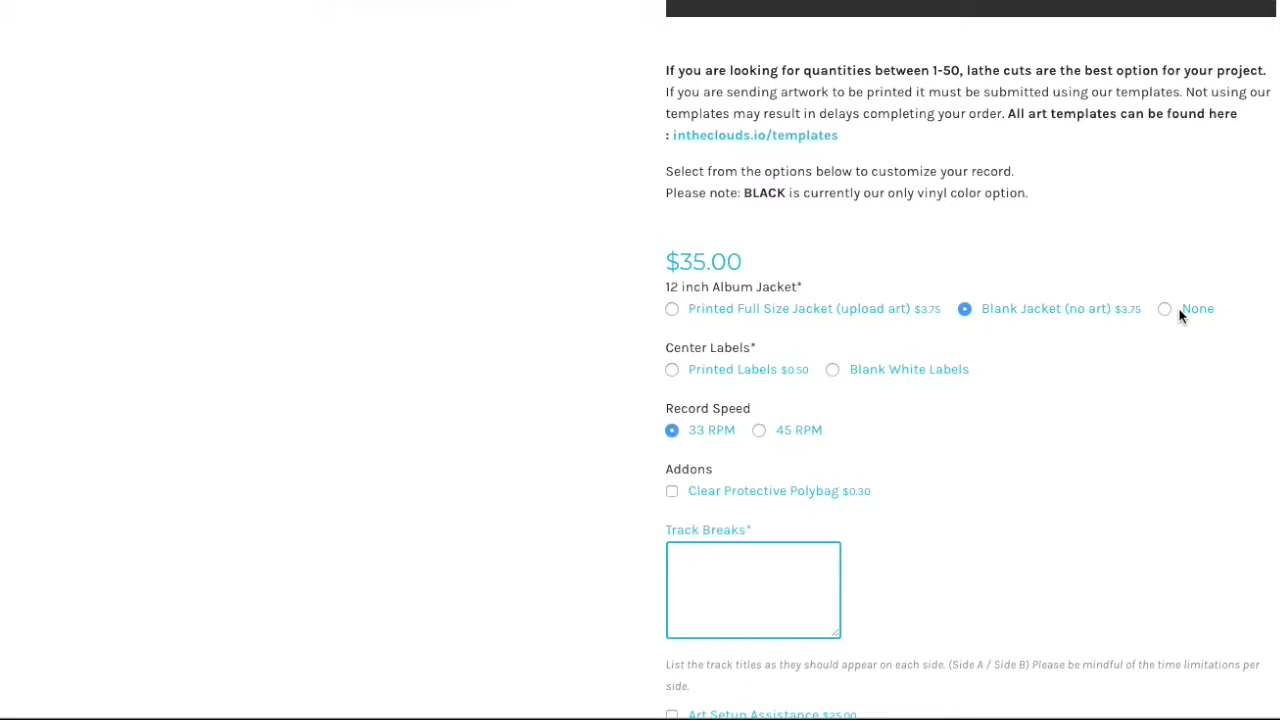 If you are looking for quantities between 1-50, lathe cuts are the best option for your project.
If you are sending artwork to be printed it must be submitted using our templates. Not using our
templates may result in delays completing your order. All art templates can be found here
: intheclouds.io/templates
Select from the options below to customize your record.
Please note: BLACK is currently our only vinyl color option.
$35.00
12 inch Album Jacket*
Printed Full Size Jacket (upload art) $3.75 Blank Jacket (no art) $3.75 None
Center Labels*
Printed Labels $0.50 Blank White Labels
Record Speed
33 RPM 45 RPM
Addons
Clear Protective Polybag $0.30
Track Breaks*
List the track titles as they should appear on each side. (Side A / Side B) Please be mindful of the time limitations per
side.
Art Setup Assistance $25.00